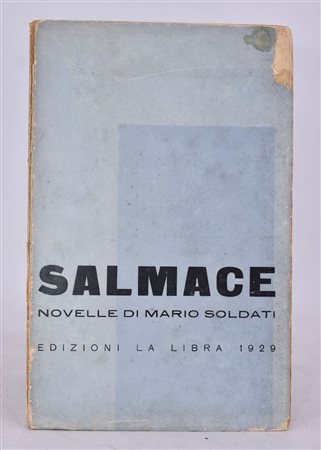 SALMACE
NOVELLE DI MARIO SOLDATI
EDIZIONI LA LIBRA 1929